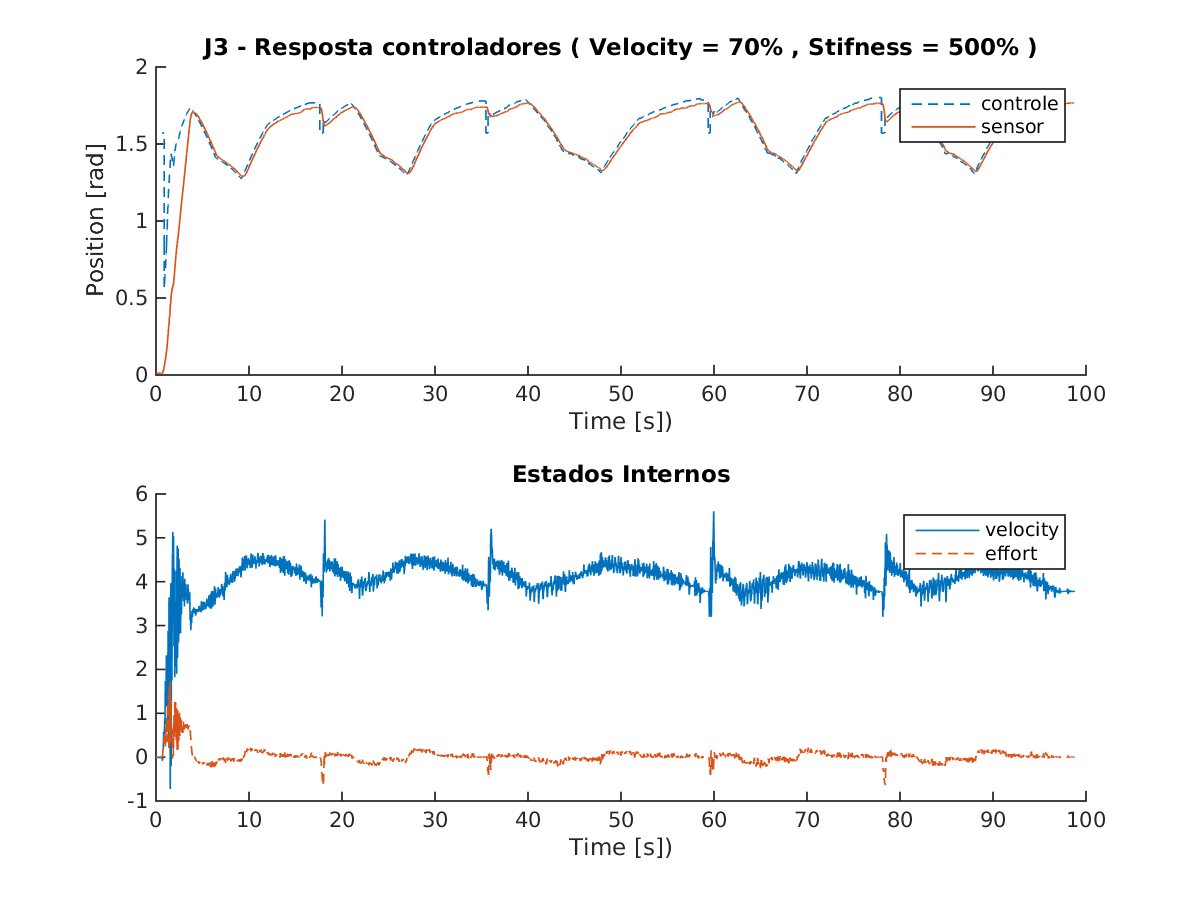 J3 - Resposta controladores ( Velocity = 70% , Stifness = 500% )
2
1.5
1
0.5
0
Position [rad]
controle
sensor
0 10 20 30 40 50 60 70 80 90 100
Time [s])
Estados Internos
6
5
4
3
2
1
0
-1
velocity
effort
0 10 20 30 40 50 60 70 80 90 100
Time [s])